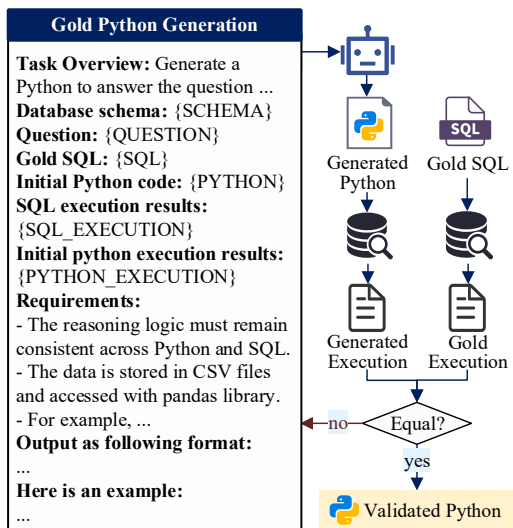 Gold Python Generation
Task Overview: Generate a
Python to answer the question ...
Database schema: {SCHEMA}
Question: {QUESTION}
Gold SQL: {SQL}
Initial Python code: {PYTHON}
SQL execution results:
{SQL_EXECUTION}
Initial python execution results:
{PYTHON_EXECUTION}
Requirements:
- The reasoning logic must remain
consistent across Python and SQL.
- The data is stored in CSV files
and accessed with pandas library.
- For example, ...
Output as following format:
...
Here is an example:
...
SQL
Generated
Python
Gold SQL
Generated
Execution
Gold
Execution
Equal?
no
yes
Validated Python